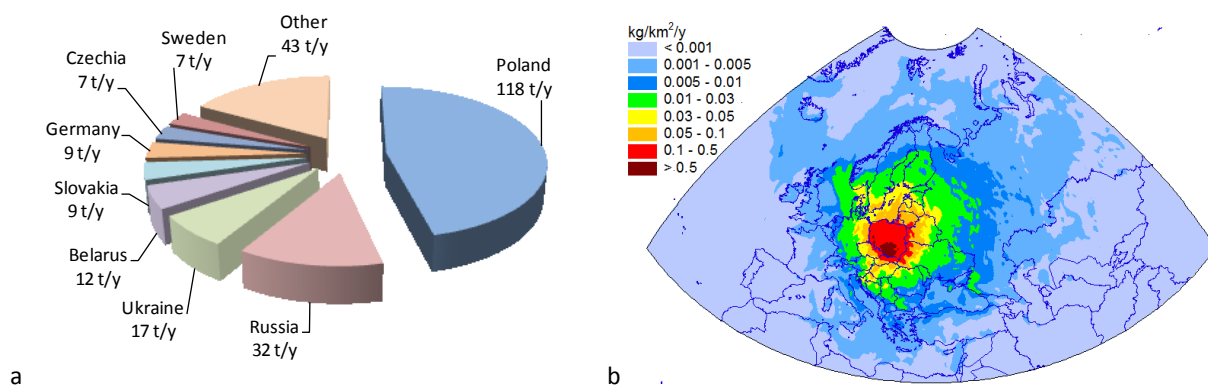 Other
43 t/y
Sweden
7 t/y
Czechia
7 t/y
Germany
9 t/y
Slovakia
9 t/y
Belarus
12 t/y
Ukraine
17 t/y
Russia
32 t/y
Poland
118 t/y
a
kg/km²/y
< 0.001
0.001 - 0.005
0.005 - 0.01
0.01 - 0.03
0.03 - 0.05
0.05 - 0.1
0.1 - 0.5
> 0.5
b